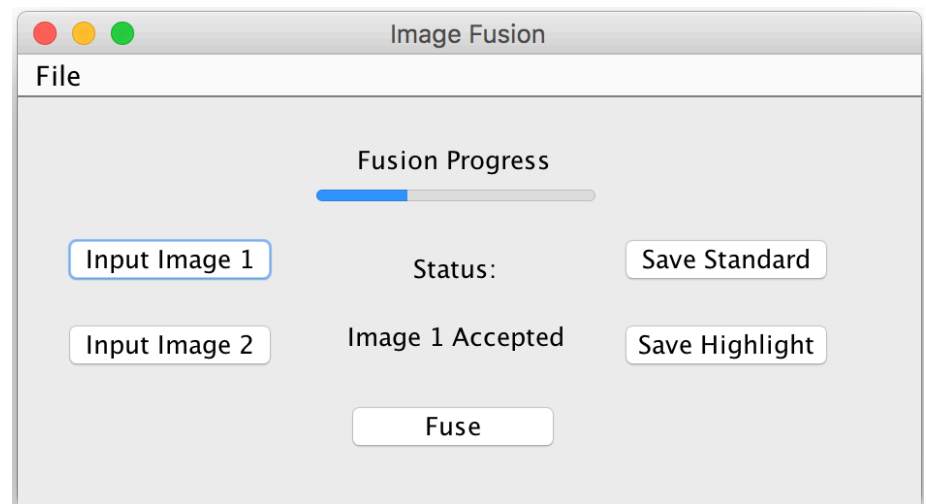 Image Fusion
File
Fusion Progress
Input Image 1
Status:
Save Standard
Input Image 2
Image 1 Accepted
Save Highlight
Fuse